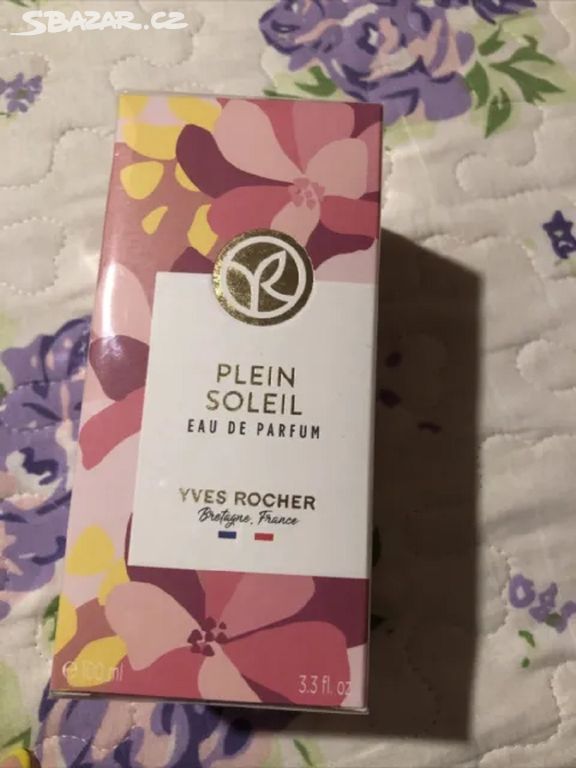 SBAZAR.CZ
PLEIN
SOLEIL
EAU DE PARFUM
YVES ROCHER
Bretagne, France
℮ 100 ml
3.3 fl. oz